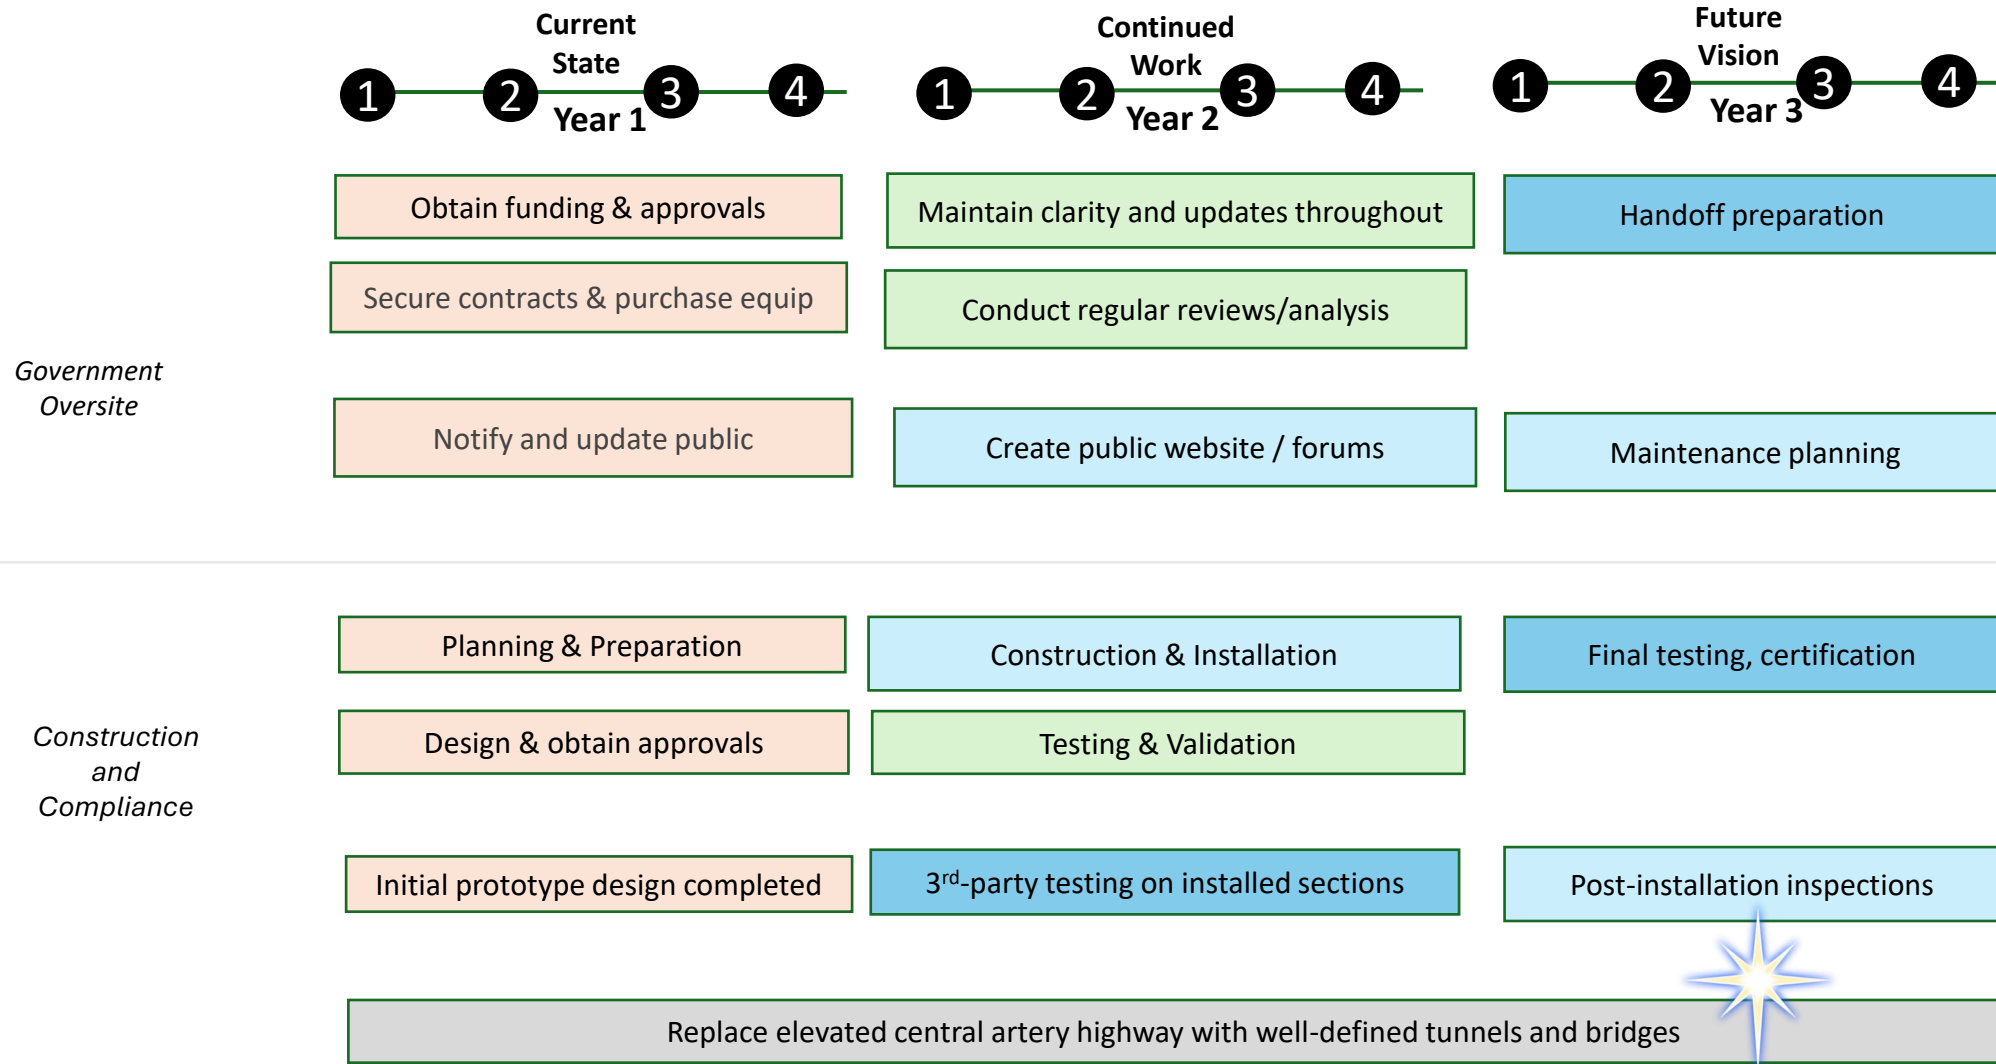 Current
State
1 2 3 4
Year 1
Continued
Work
1 2 3 4
Year 2
Future
Vision
1 2 3 4
Year 3
Government
Oversite
Obtain funding & approvals
Maintain clarity and updates throughout
Handoff preparation
Secure contracts & purchase equip
Conduct regular reviews/analysis
Notify and update public
Create public website / forums
Maintenance planning
Construction
and
Compliance
Planning & Preparation
Construction & Installation
Final testing, certification
Design & obtain approvals
Testing & Validation
Initial prototype design completed
3rd-party testing on installed sections
Post-installation inspections
Replace elevated central artery highway with well-defined tunnels and bridges